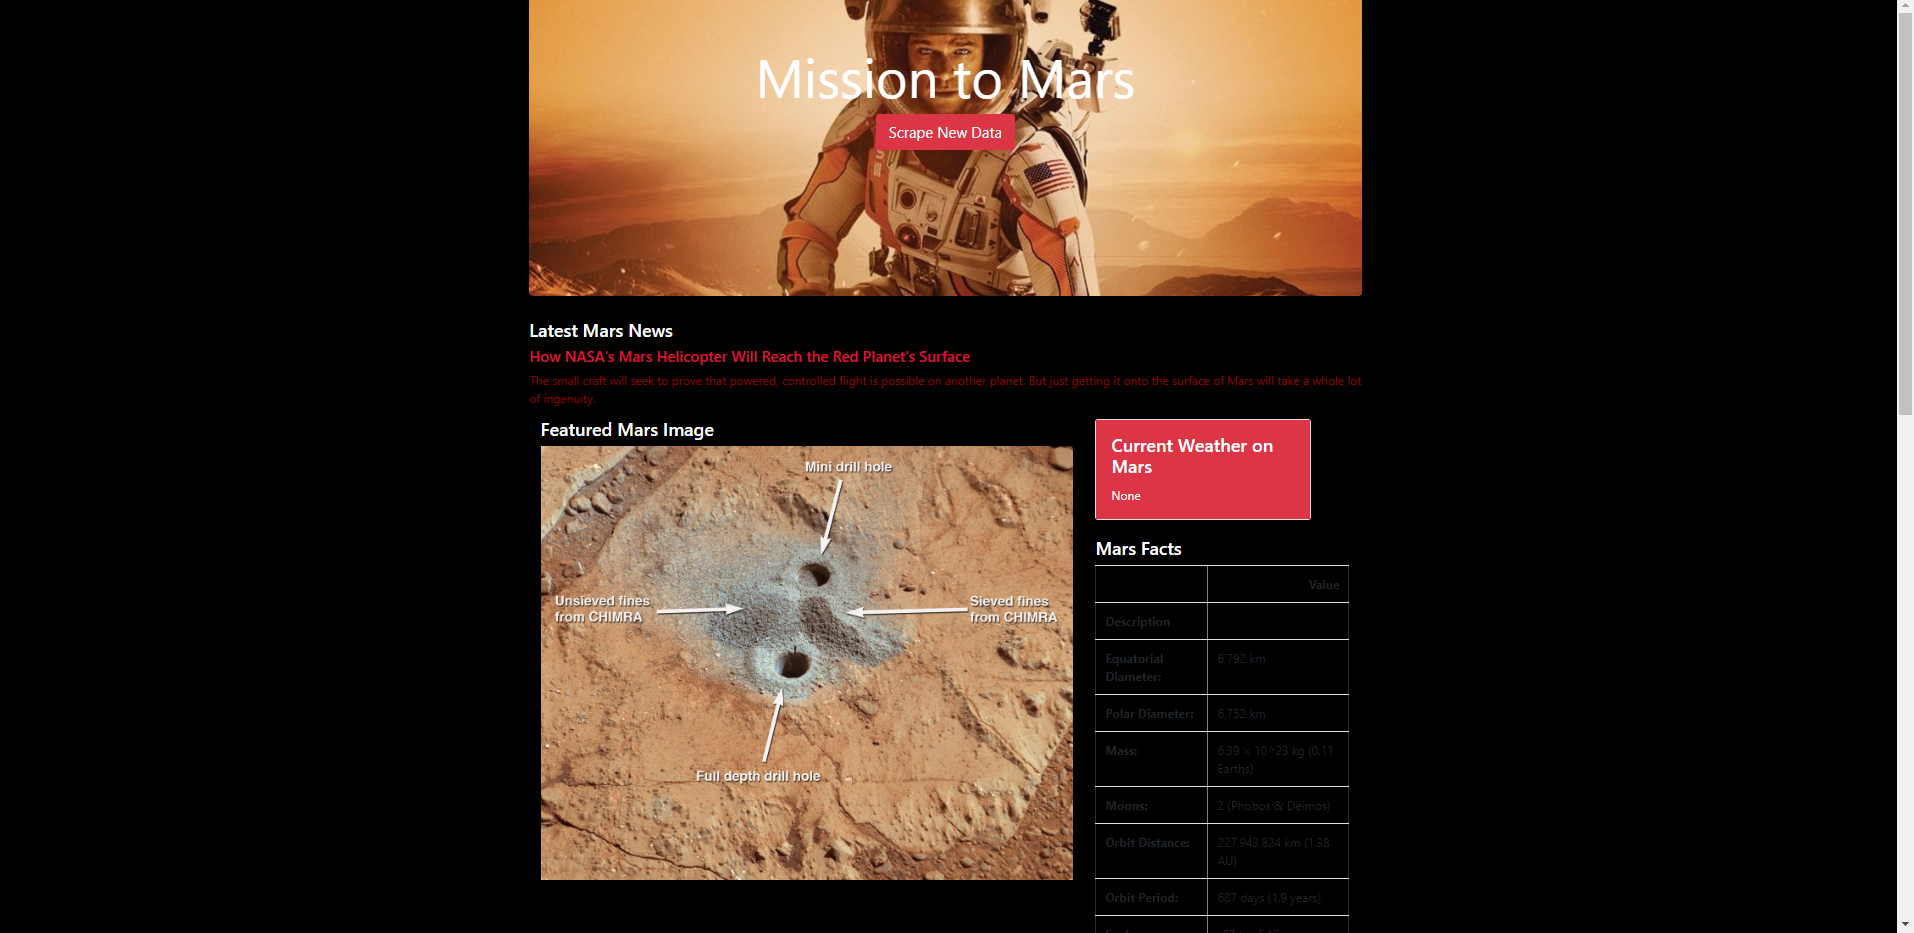 Mission to Mars
Scrape New Data
Latest Mars News
How NASA's Mars Helicopter Will Reach the Red Planet's Surface
The small craft will seek to prove that powered, controlled flight is possible on another planet. But just getting it onto the surface of Mars will take a whole lot
of ingenuity.
Featured Mars Image
Mini drill hole
Unsieved fines
from CHIMRA
Sieved fines
from CHIMRA
Full depth drill hole
Current Weather on
Mars
None
Mars Facts
Value
Description
Equatorial
Diameter:
6,792 km
Polar Diameter:
6,752 km
Mass:
6.39 × 10^23 kg (0.11
Earths)
Moons:
2 (Phobos & Deimos)
Orbit Distance:
227,943,824 km (1.38
AU)
Orbit Period:
687 days (1.9 years)